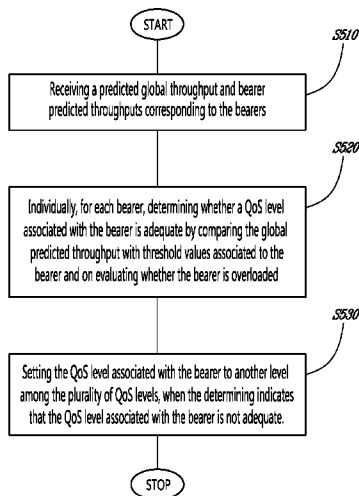 START
S510
Receiving a predicted global throughput and bearer
predicted throughputs corresponding to the bearers
S520
Individually, for each bearer, determining whether a QoS level
associated with the bearer is adequate by comparing the global
predicted throughput with threshold values associated to the
bearer and on evaluating whether the bearer is overloaded
S530
Setting the QoS level associated with the bearer to another level
among the plurality of QoS levels, when the determining indicates
that the QoS level associated with the bearer is not adequate.
STOP